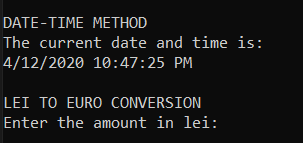 DATE-TIME METHOD
The current date and time is:
4/12/2020 10:47:25 PM
LEI TO EURO CONVERSION
Enter the amount in lei: